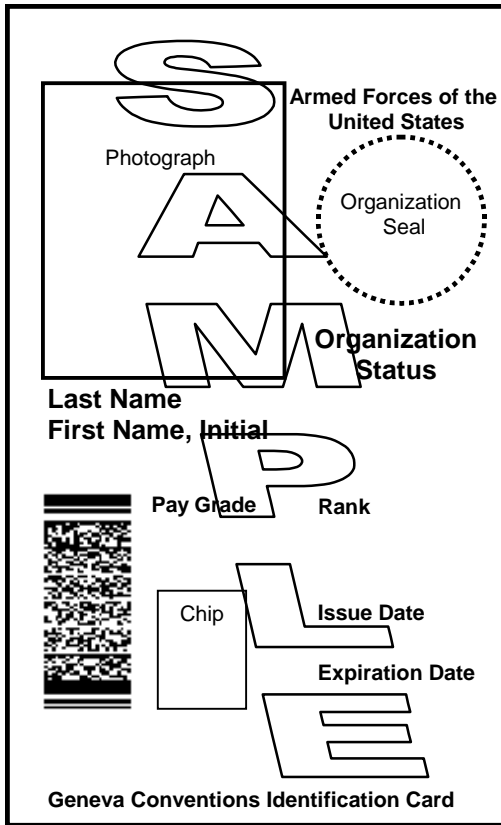 SAMPLE
Armed Forces of the
United States
Photograph
Organization
Seal
Organization
Status
Last Name
First Name, Initial
Pay Grade
Rank
Chip
Issue Date
Expiration Date
Geneva Conventions Identification Card